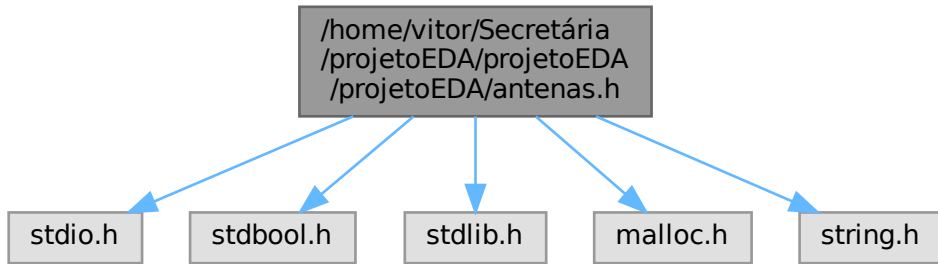 /home/vitor/Secretária
/projetoEDA/projetoEDA
/projetoEDA/antenas.h
stdio.h
stdbool.h
stdlib.h
malloc.h
string.h